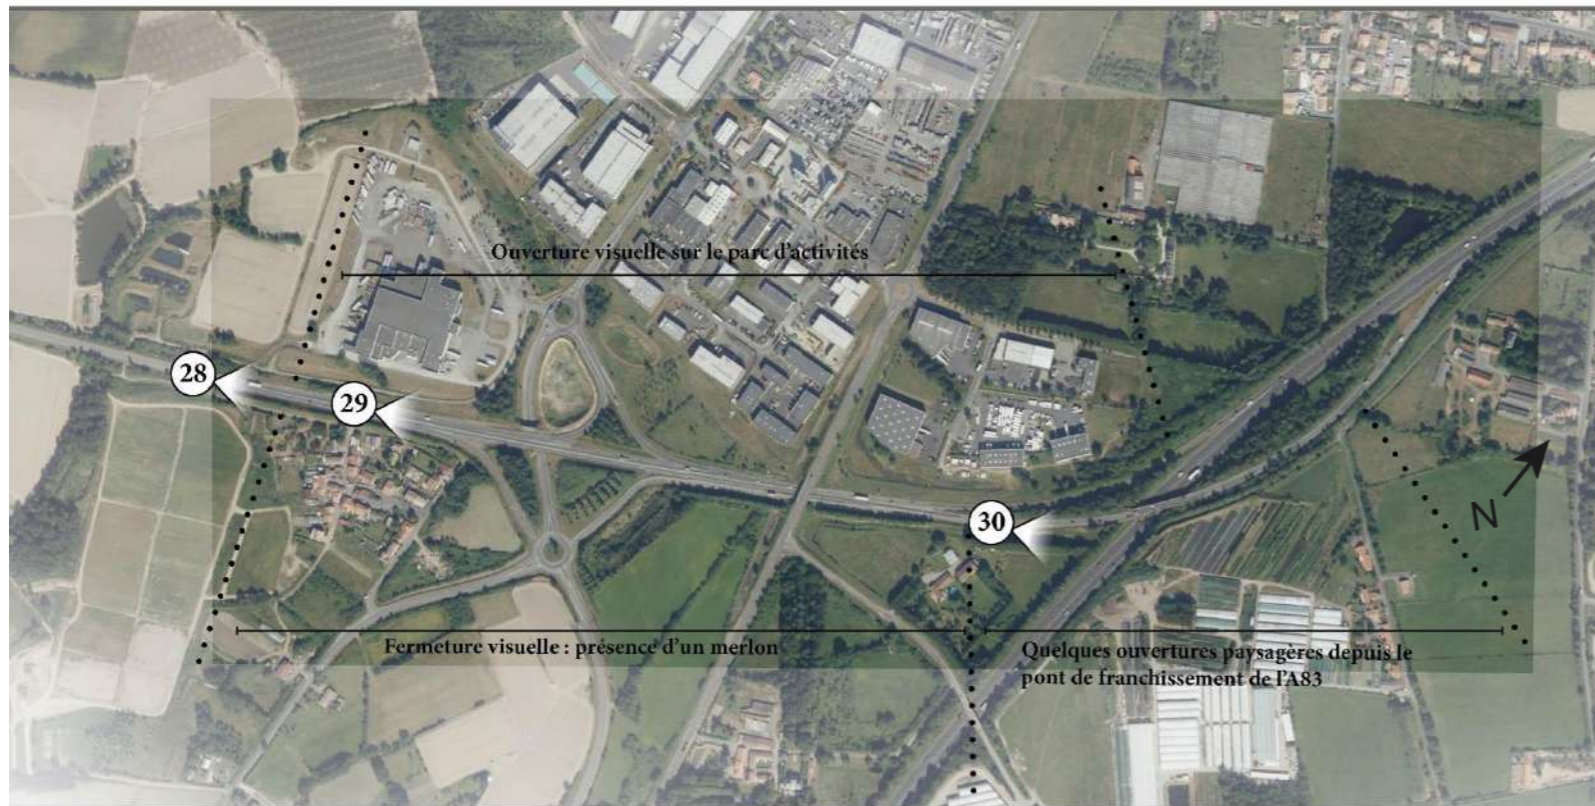 Ouverture visuelle sur le parc d'activités
28
29
30
N
Fermeture visuelle : présence d'un merlon
Quelques ouvertures paysagères depuis le
pont de franchissement de l'A83